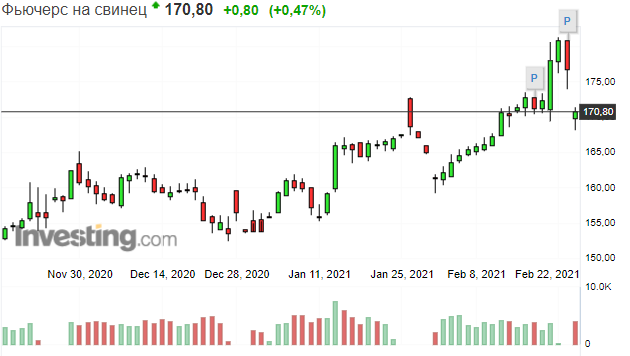 Фьючерс на свинец 170,80 +0,80 (+0,47%)
P
P
175,00
170,80
165,00
160,00
155,00
150,00
Investing.com
Nov 30, 2020 Dec 14, 2020 Dec 28, 2020 Jan 11, 2021 Jan 25, 2021 Feb 8, 2021 Feb 22, 2021
10.0K
0